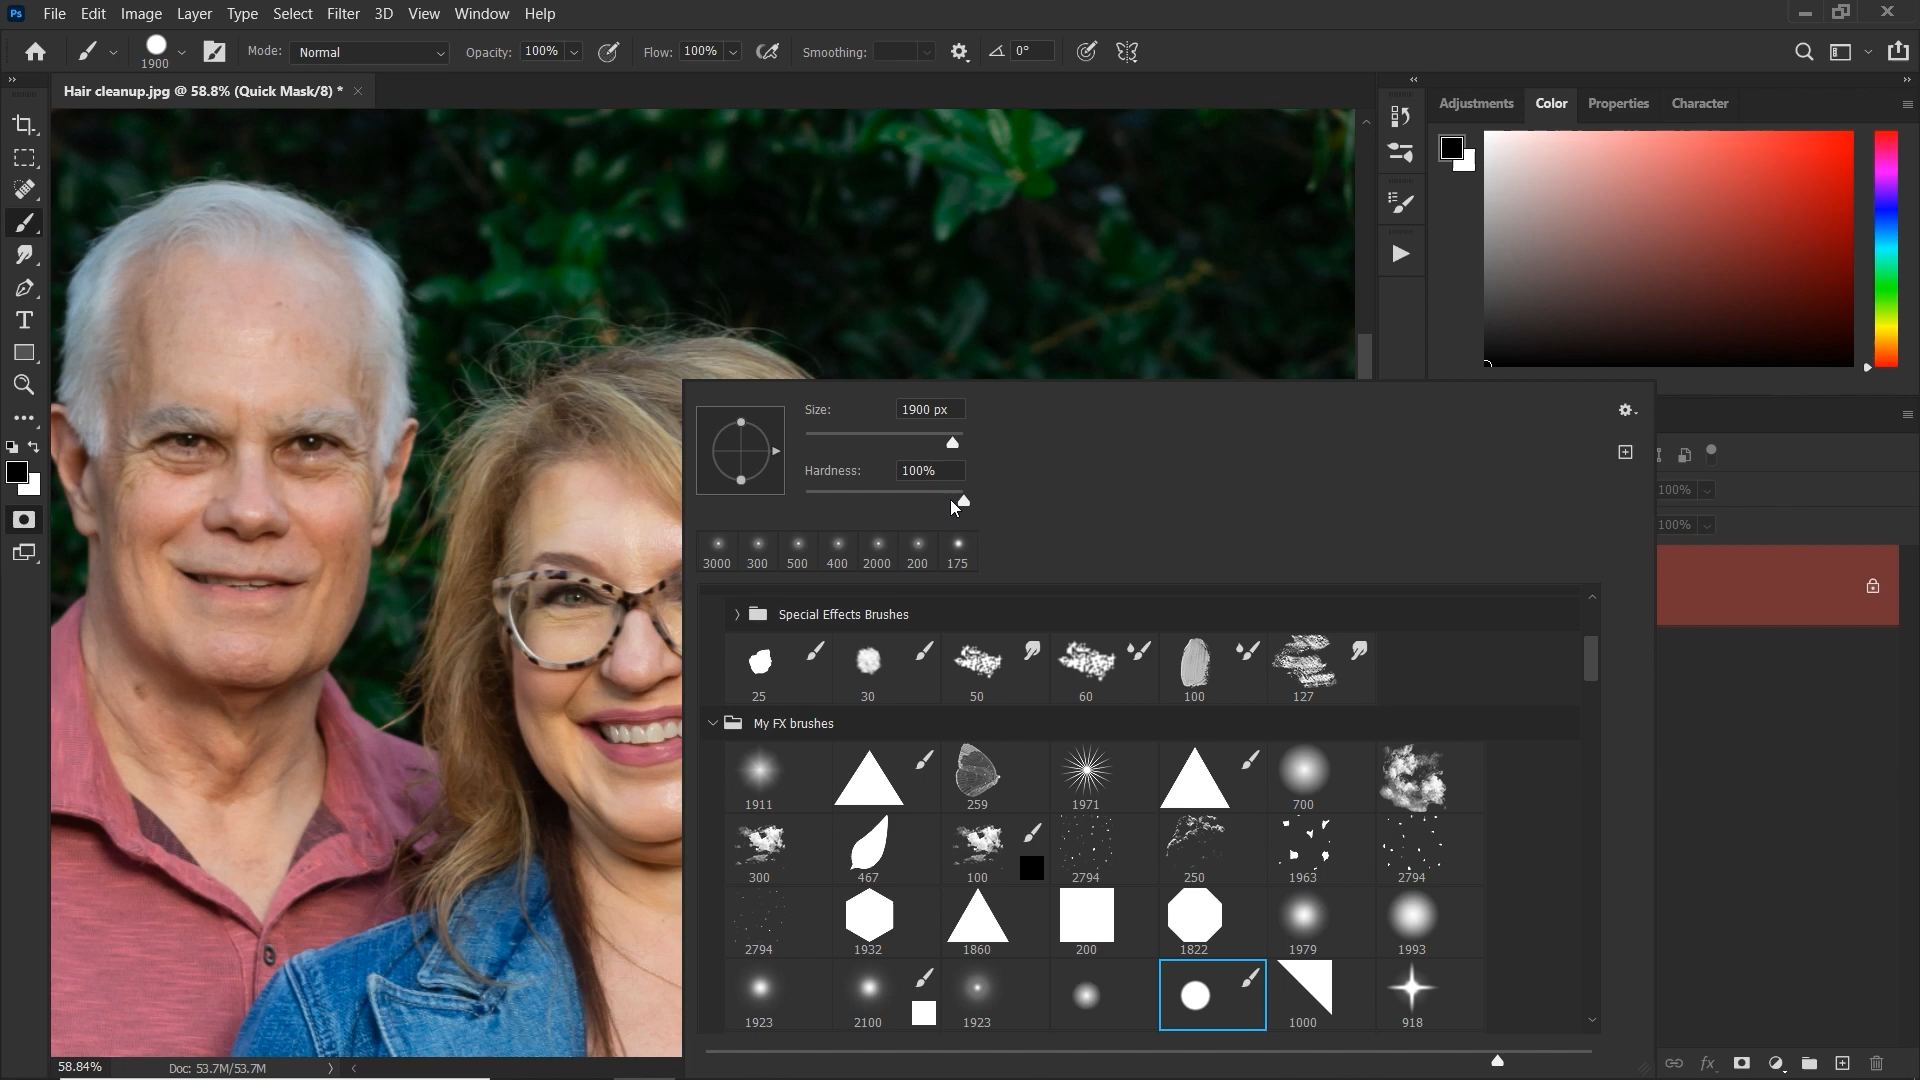 Ps File Edit Image Layer Type Select Filter 3D View Window Help
1900 Mode: Normal Opacity: 100% Flow: 100% Smoothing: 0°
Hair cleanup.jpg @ 58.8% (Quick Mask/8) *
Adjustments Color Properties Character
Size: 1900 px
Hardness: 100%
100%
100%
3000 300 500 400 2000 200 175
Special Effects Brushes
25 30 50 60 100 127
My FX brushes
1911 259 1971 700
300 467 100 2794 250 1963 2794
2794 1932 1860 200 1822 1979 1993
1923 2100 1923 1000 918
58.84% Doc: 53.7M/53.7M
fx